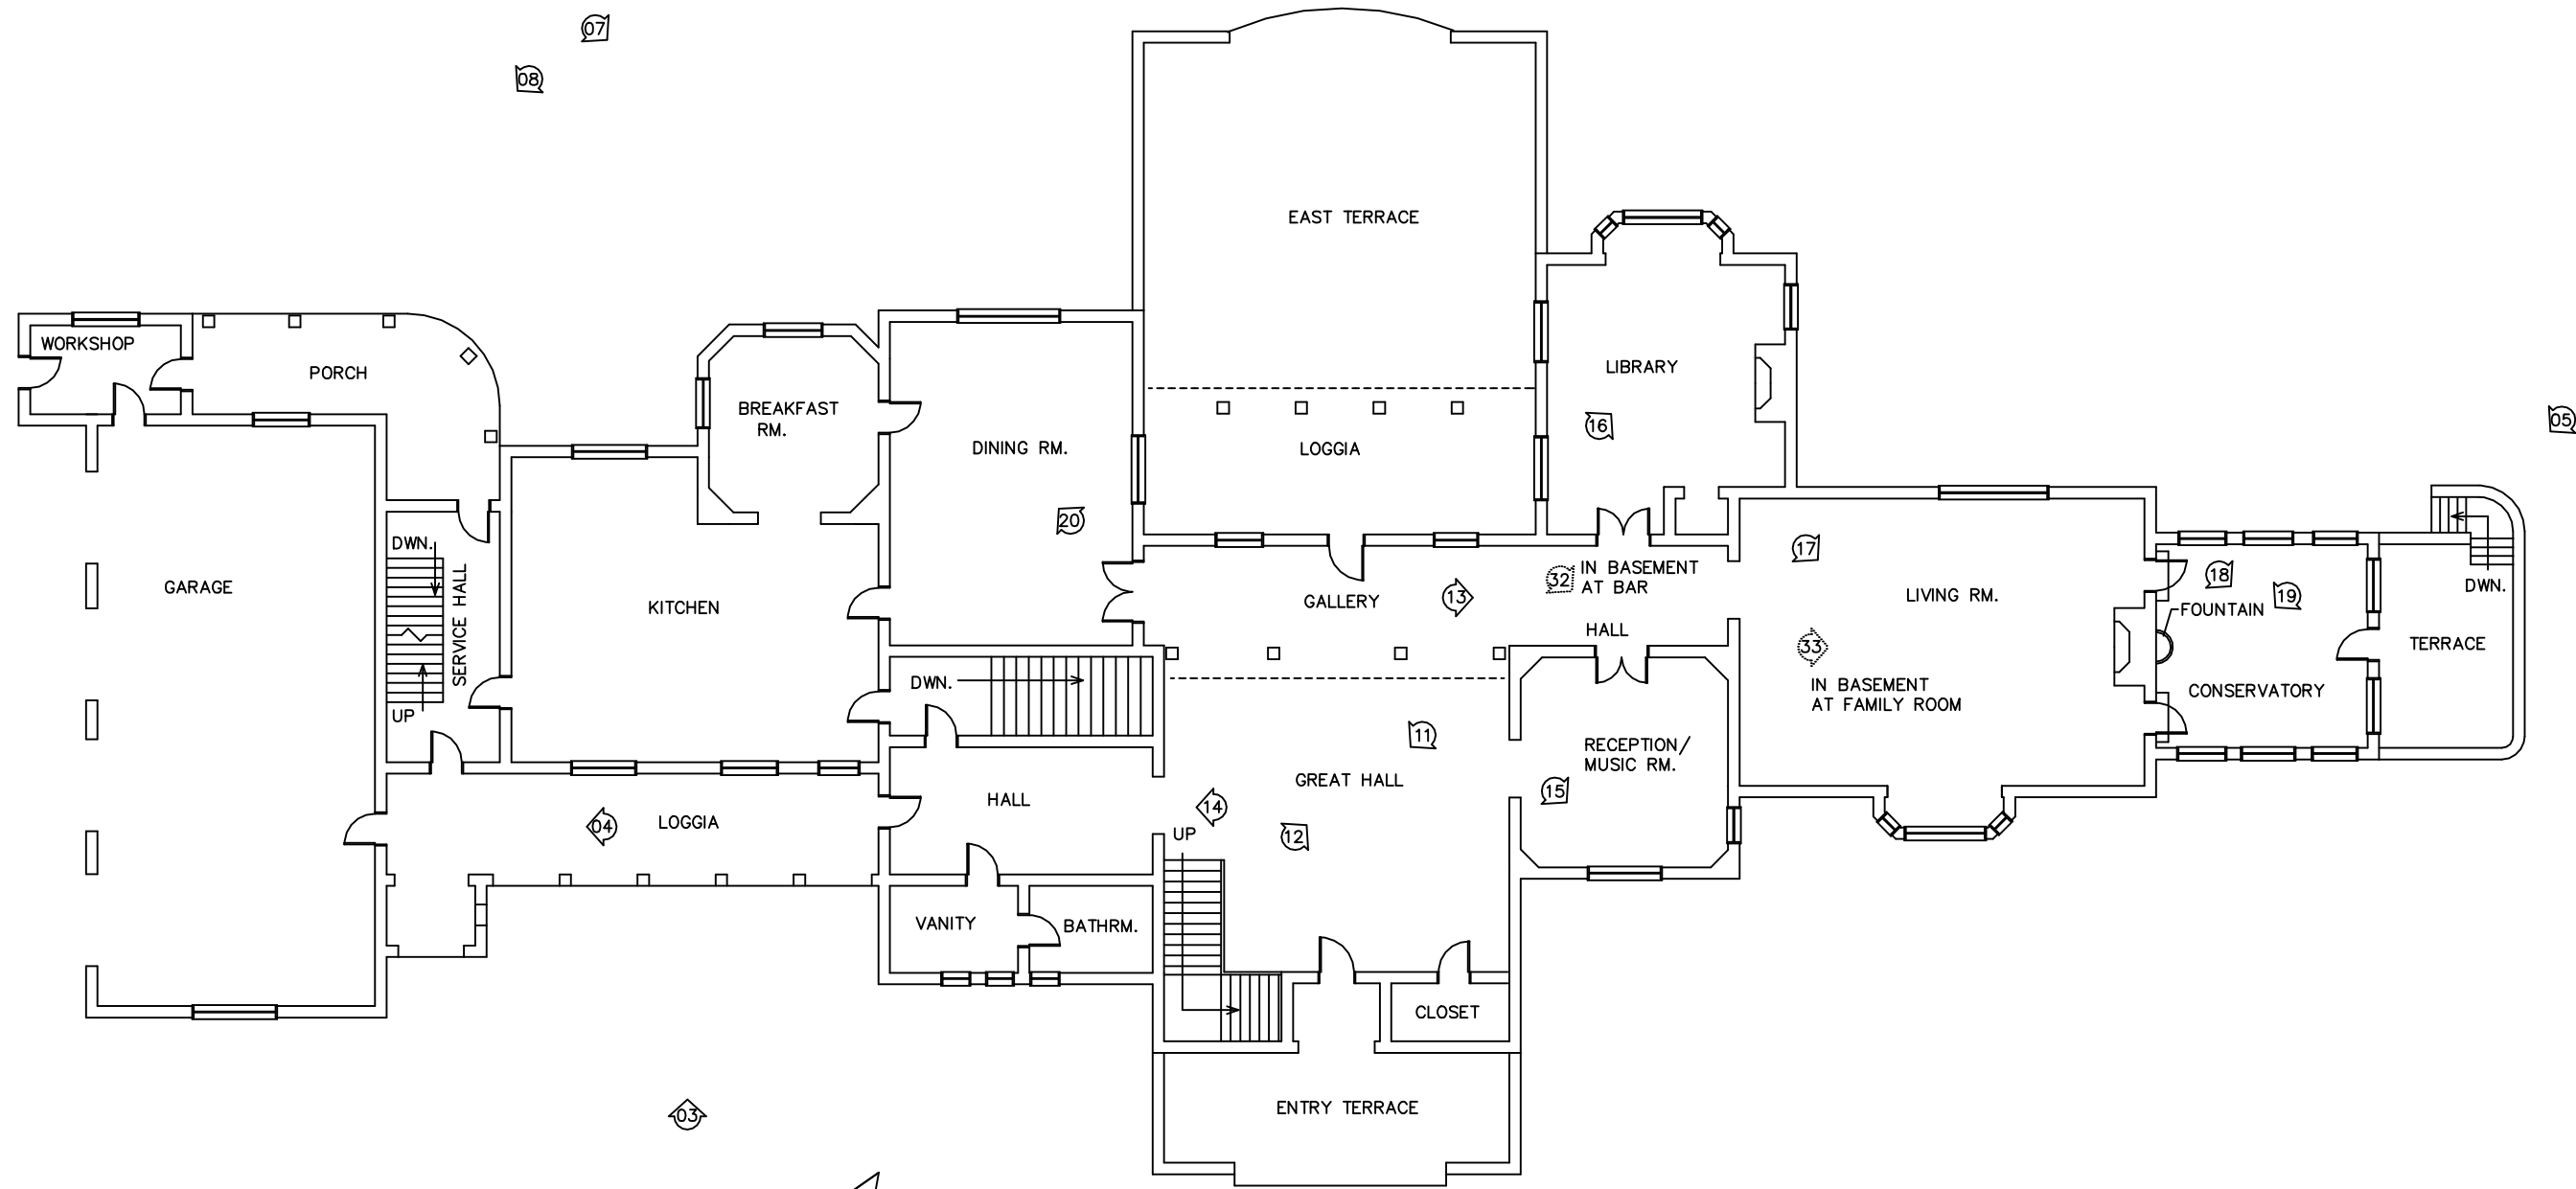 07
08
EAST TERRACE
WORKSHOP
PORCH
LIBRARY
BREAKFAST
RM.
05
16
DINING RM.
LOGGIA
20
DWN.
17
IN BASEMENT
AT BAR
32
18
GARAGE
SERVICE HALL
KITCHEN
GALLERY
13
LIVING RM.
19
FOUNTAIN
DWN.
HALL
33
TERRACE
DWN.
IN BASEMENT
AT FAMILY ROOM
CONSERVATORY
UP
11
RECEPTION/
MUSIC RM.
GREAT HALL
15
HALL
14
04
LOGGIA
UP
12
VANITY
BATHRM.
CLOSET
ENTRY TERRACE
03